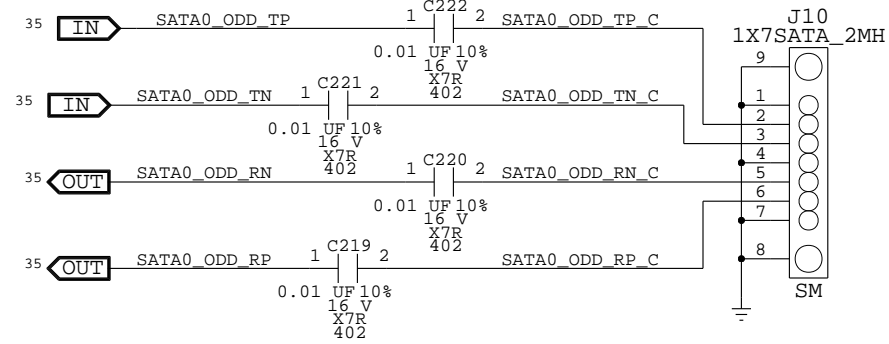 35 IN SATA0_ODD_TP 1 C222 2 SATA0_ODD_TP_C
0.01 UF 10%
16 V
X7R
402
35 IN SATA0_ODD_TN 1 C221 2 SATA0_ODD_TN_C
0.01 UF 10%
16 V
X7R
402
35 OUT SATA0_ODD_RN 1 C220 2 SATA0_ODD_RN_C
0.01 UF 10%
16 V
X7R
402
35 OUT SATA0_ODD_RP 1 C219 2 SATA0_ODD_RP_C
0.01 UF 10%
16 V
X7R
402
J10
1X7SATA_2MH
9
1
2
3
4
5
6
7
8
SM